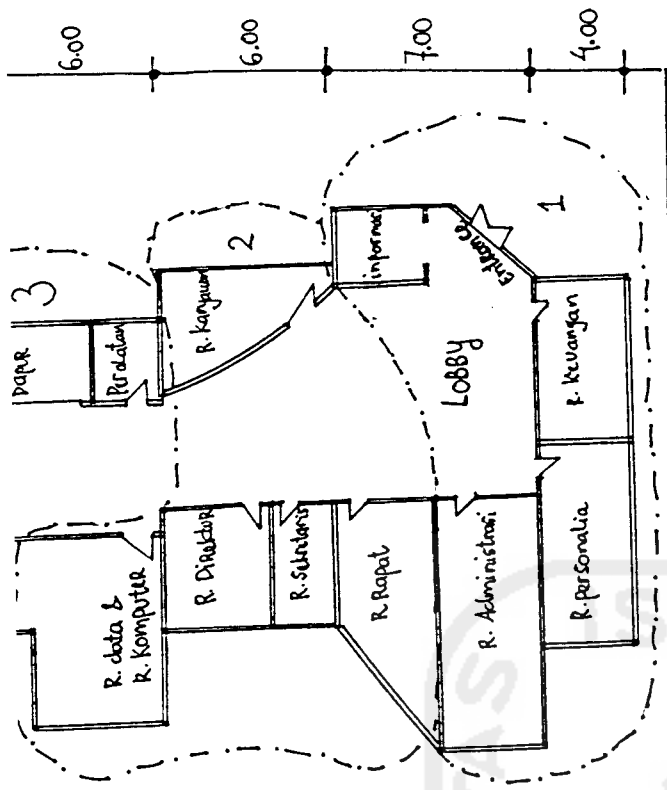 6.00
6.00
7.00
4.00
3
2
1
Dapur
Peralatan
R. Karyawan
informasi
Entrance
LOBBY
R. Keuangan
R. data &
R. Komputer
R. Direktur
R. Sekretaris
R Rapat
R. Administrasi
R. personalia